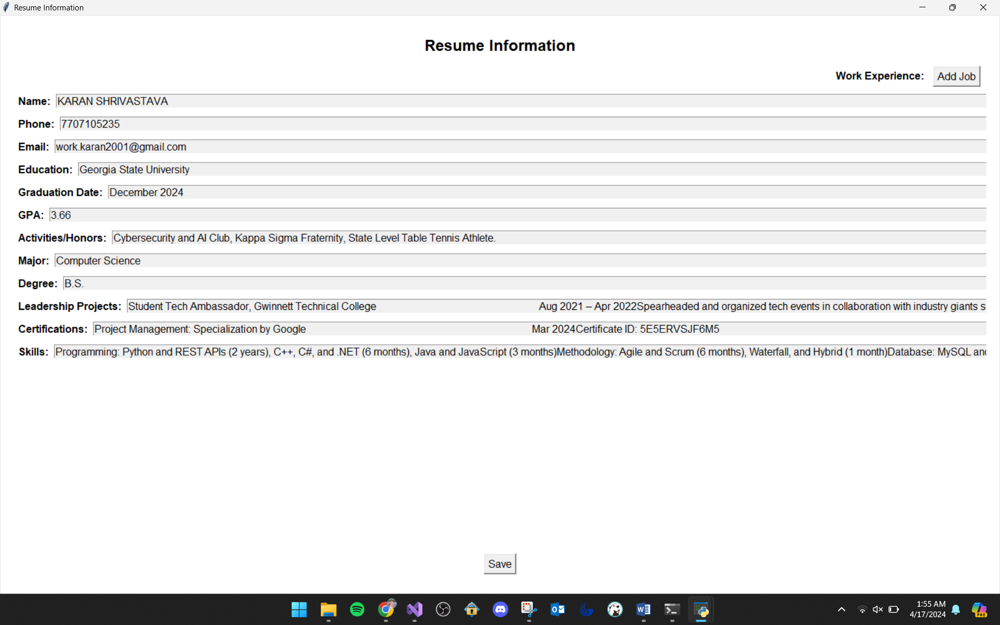 Resume Information
Resume Information
Work Experience: Add Job
Name: KARAN SHRIVASTAVA
Phone: 7707105235
Email: work.karan2001@gmail.com
Education: Georgia State University
Graduation Date: December 2024
GPA: 3.66
Activities/Honors: Cybersecurity and AI Club, Kappa Sigma Fraternity, State Level Table Tennis Athlete.
Major: Computer Science
Degree: B.S.
Leadership Projects: Student Tech Ambassador, Gwinnett Technical College Aug 2021 – Apr 2022Spearheaded and organized tech events in collaboration with industry giants s
Certifications: Project Management: Specialization by Google Mar 2024Certificate ID: 5E5ERVSJF6M5
Skills: Programming: Python and REST APIs (2 years), C++, C#, and .NET (6 months), Java and JavaScript (3 months)Methodology: Agile and Scrum (6 months), Waterfall, and Hybrid (1 month)Database: MySQL and
Save
1:55 AM
4/17/2024
PRE